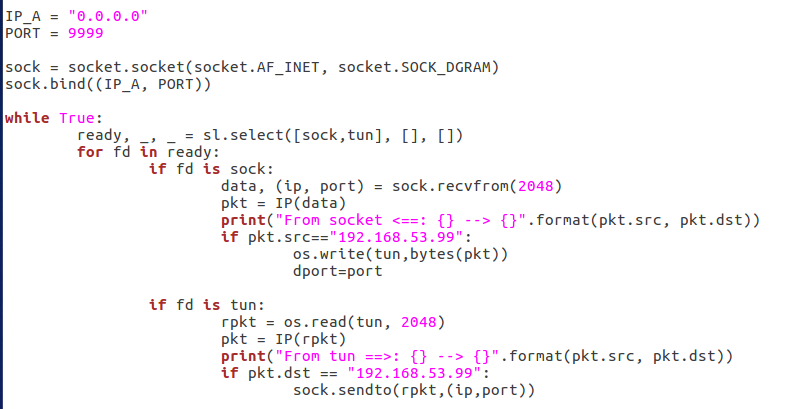 IP_A = "0.0.0.0"
PORT = 9999

sock = socket.socket(socket.AF_INET, socket.SOCK_DGRAM)
sock.bind((IP_A, PORT))

while True:
        ready, _, _ = sl.select([sock,tun], [], [])
        for fd in ready:
                if fd is sock:
                        data, (ip, port) = sock.recvfrom(2048)
                        pkt = IP(data)
                        print("From socket <==: {} --> {}".format(pkt.src, pkt.dst))
                        if pkt.src=="192.168.53.99":
                                os.write(tun,bytes(pkt))
                                dport=port

                if fd is tun:
                        rpkt = os.read(tun, 2048)
                        pkt = IP(rpkt)
                        print("From tun ==>: {} --> {}".format(pkt.src, pkt.dst))
                        if pkt.dst == "192.168.53.99":
                                sock.sendto(rpkt,(ip,port))